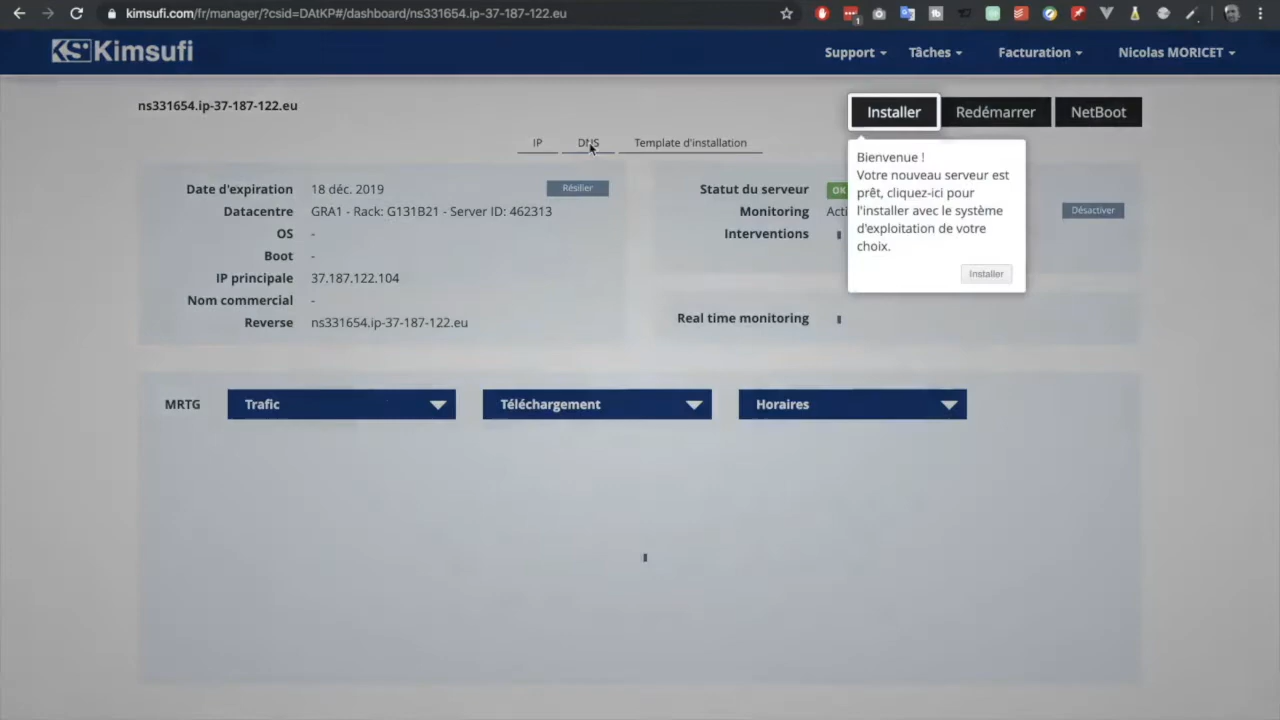 kimsufi.com/fr/manager/?csid=DAtKP#/dashboard/ns331654.ip-37-187-122.eu
1
Kimsufi
Support
Tâches
Facturation
Nicolas MORICET
ns331654.ip-37-187-122.eu
Installer
Redémarrer
NetBoot
IP
DNS
Template d'installation
Bienvenue !
Votre nouveau serveur est
prêt, cliquez-ici pour
l'installer avec le système
d'exploitation de votre
choix.
Installer
Date d'expiration 18 déc. 2019 Résilier
Datacentre GRA1 - Rack: G131B21 - Server ID: 462313
OS -
Boot -
IP principale 37.187.122.104
Nom commercial -
Reverse ns331654.ip-37-187-122.eu
Statut du serveur OK
Monitoring Acti Désactiver
Interventions
Real time monitoring
MRTG
Trafic
Téléchargement
Horaires